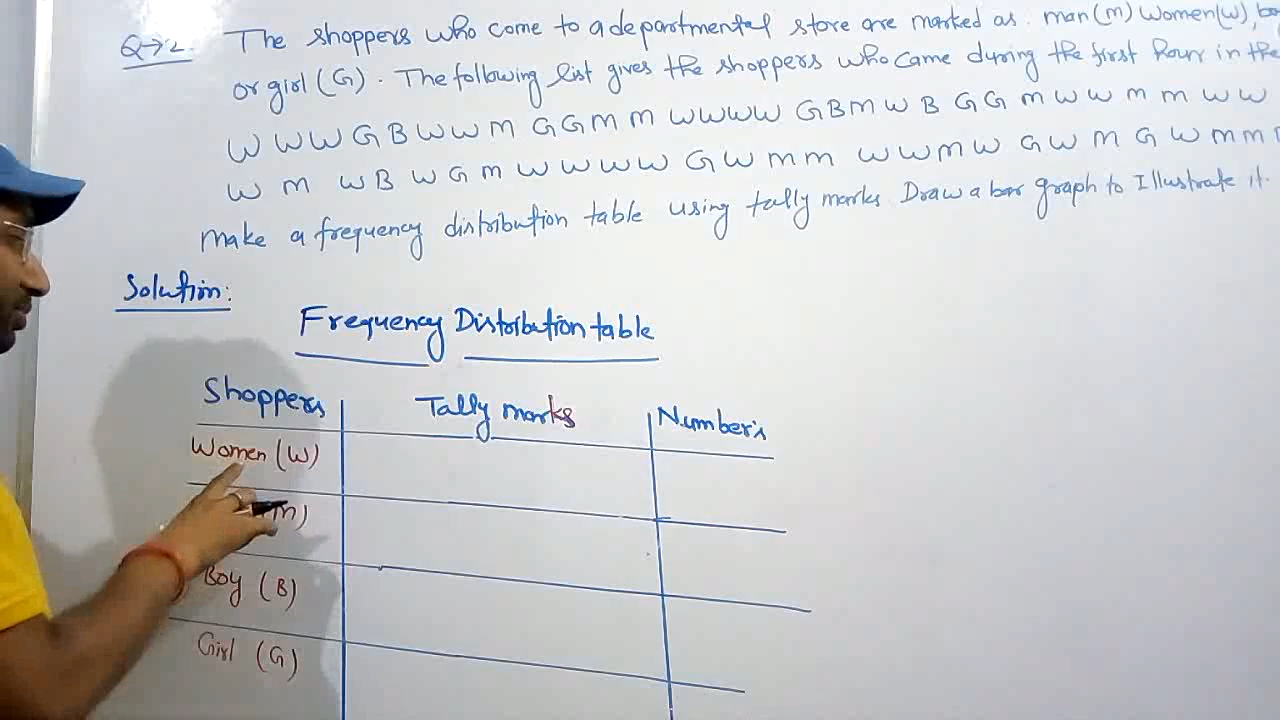 Q→2. The shoppers who come to a departmental store are marked as. man(m) Women(W),
or girl (G). The following list gives the shoppers who came during the first hour in the
W W W G B W W M G G M M W W W W G B M W B G G M W W M M W W
W M W B W G M W W W W G W M M W W M W G W M G W M M
Make a frequency distribution table using tally marks. Draw a bar graph to Illustrate it.
Solution:
Frequency Distorbution table
Shoppers Tally marks Number's
Women (W)
m)
Boy (B)
Girl (G)